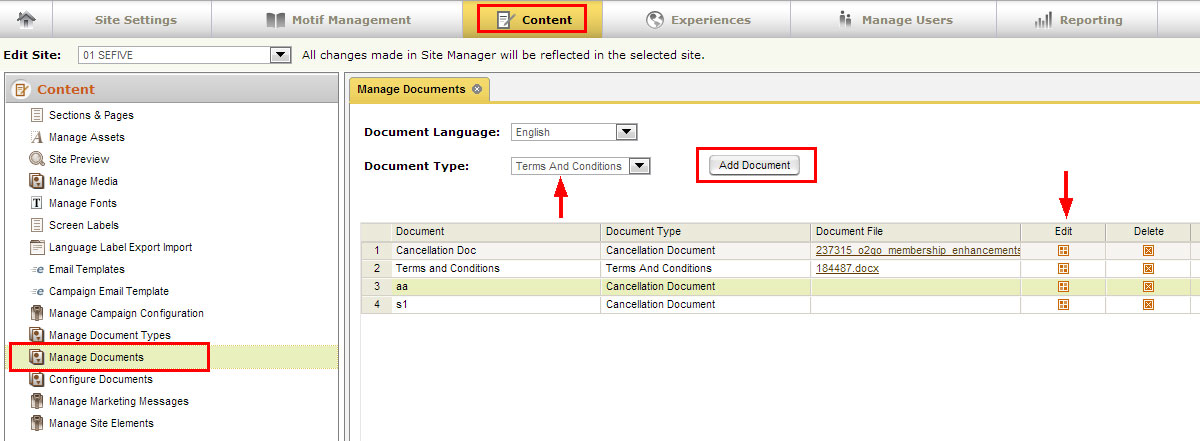 Site Settings Motif Management Content Experiences Manage Users Reporting
Edit Site: 01 SEFIVE All changes made in Site Manager will be reflected in the selected site.
Content
Sections & Pages
Manage Assets
Site Preview
Manage Media
Manage Fonts
Screen Labels
Language Label Export Import
Email Templates
Campaign Email Template
Manage Campaign Configuration
Manage Document Types
Manage Documents
Configure Documents
Manage Marketing Messages
Manage Site Elements
Manage Documents
Document Language: English
Document Type: Terms And Conditions Add Document
Document Document Type Document File Edit Delete
1 Cancellation Doc Cancellation Document 237315_o2go_membership_enhancements
2 Terms and Conditions Terms And Conditions 184487.docx
3 aa Cancellation Document
4 s1 Cancellation Document